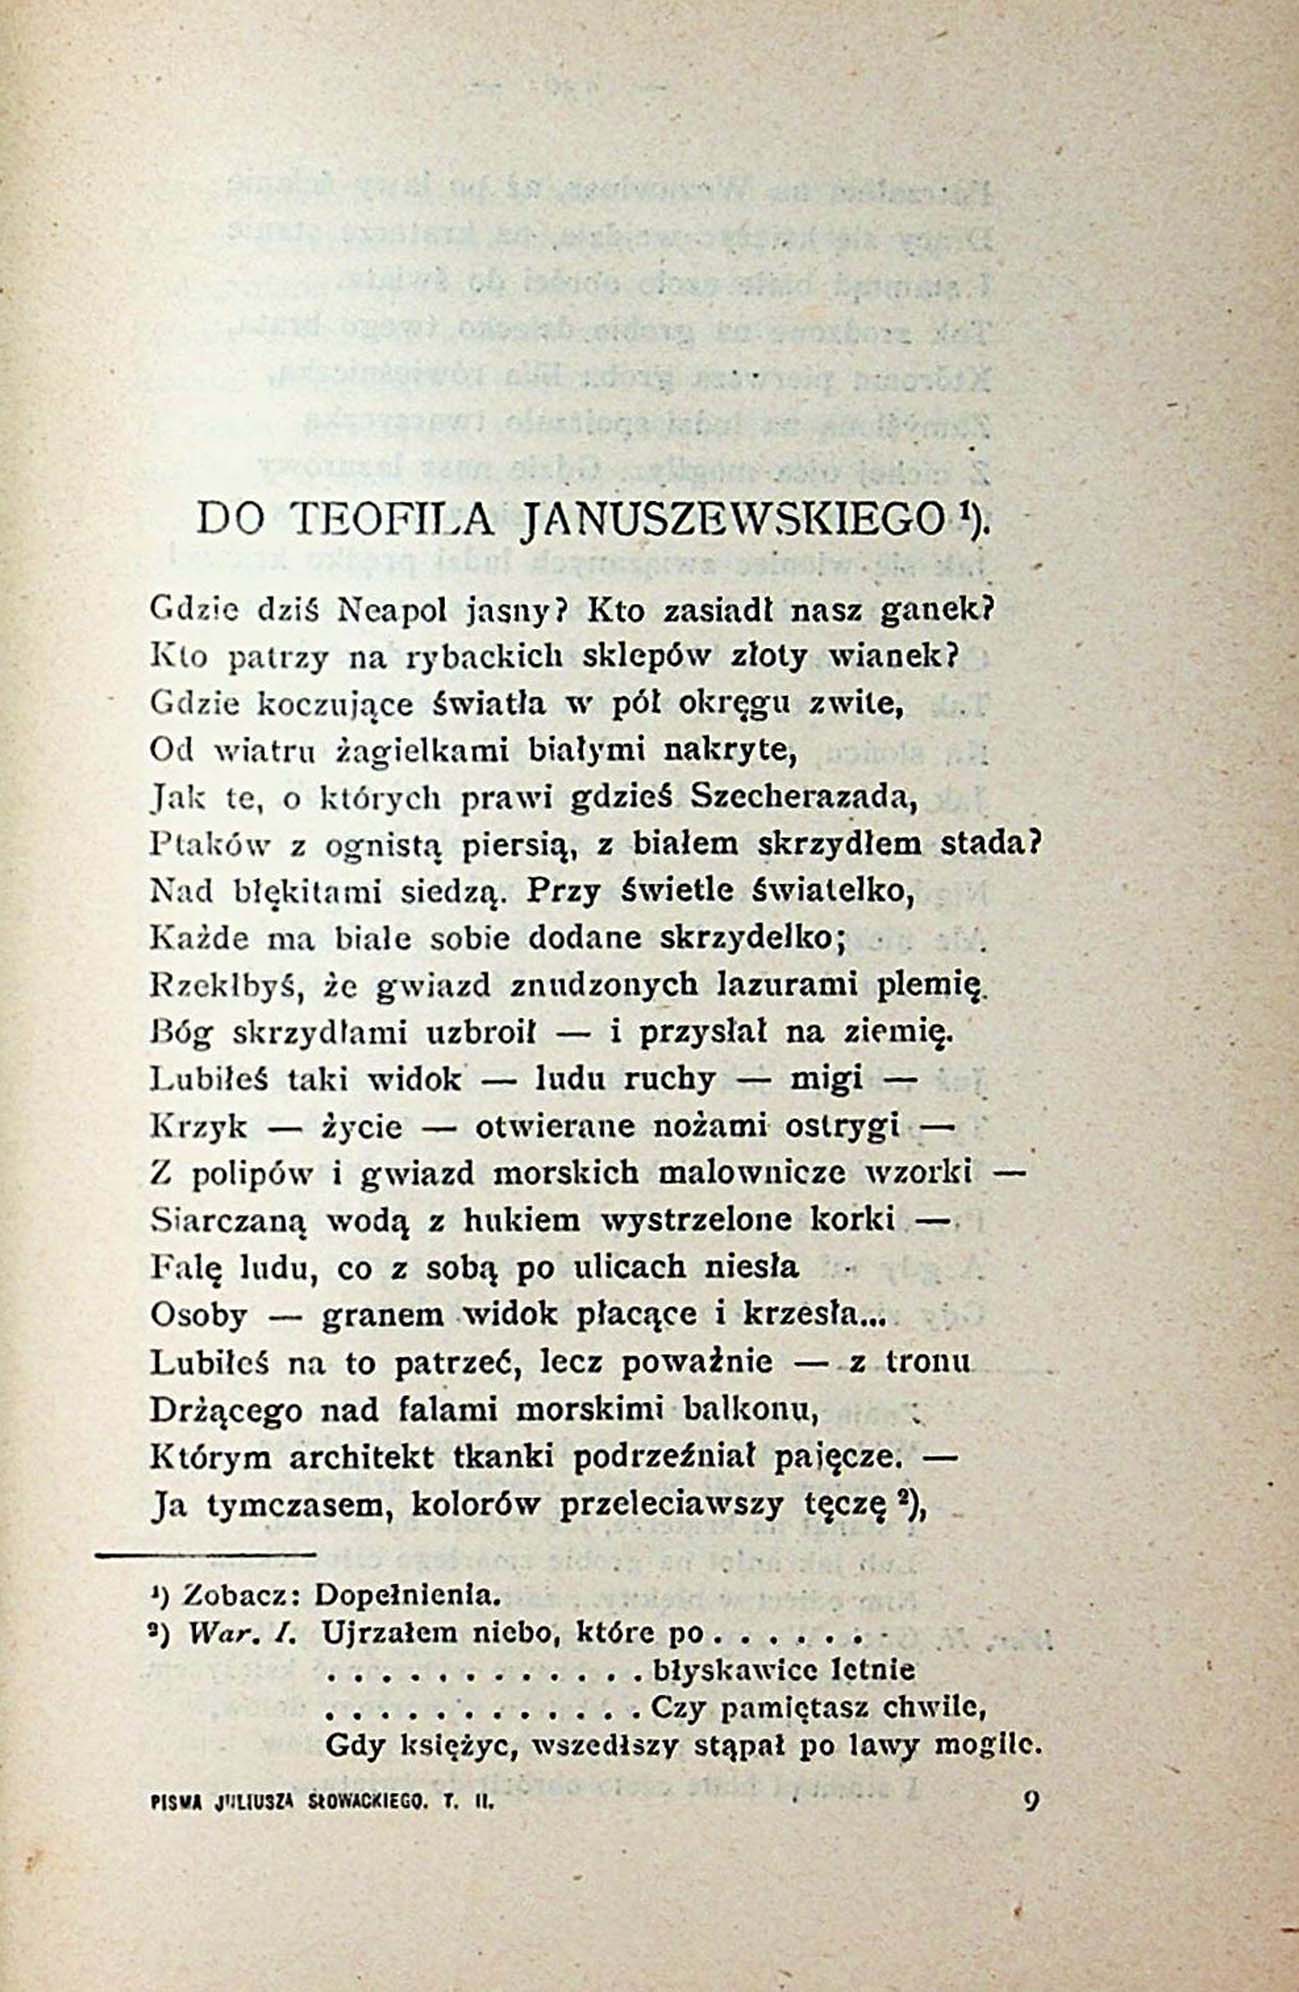 DO TEOFILA JANUSZEWSKIEGO ¹).
Gdzie dziś Neapol jasny? Kto zasiadł nasz ganek?
Kto patrzy na rybackich sklepów złoty wianek?
Gdzie koczujące światła w pół okręgu zwite,
Od wiatru żagielkami białymi nakryte,
Jak te, o których prawi gdzieś Szecherazada,
Ptaków z ognistą piersią, z białem skrzydłem stada?
Nad błękitami siedzą. Przy świetle światełko,
Każde ma białe sobie dodane skrzydełko;
Rzekłbyś, że gwiazd znudzonych lazurami plemię
Bóg skrzydłami uzbroił — i przysłał na ziemię.
Lubiłeś taki widok — ludu ruchy — migi —
Krzyk — życie — otwierane nożami ostrygi —
Z polipów i gwiazd morskich malownicze wzorki —
Siarczaną wodą z hukiem wystrzelone korki —
Falę ludu, co z sobą po ulicach niesła
Osoby — granem widok płacące i krzesła...
Lubiłeś na to patrzeć, lecz poważnie — z tronu
Drżącego nad falami morskimi balkonu,
Którym architekt tkanki podrzeźniał pajęcze. —
Ja tymczasem, kolorów przeleciawszy tęczę ²),
¹) Zobacz: Dopełnienia.
²) War. I. Ujrzałem niebo, które po . . . . . .
. . . . . . . . . . . . błyskawice letnie
. . . . . . . . . . . . Czy pamiętasz chwile,
Gdy księżyc, wszedłszy stąpał po lawy mogile.
PISMA JULIUSZA SŁOWACKIEGO. T. II. 9